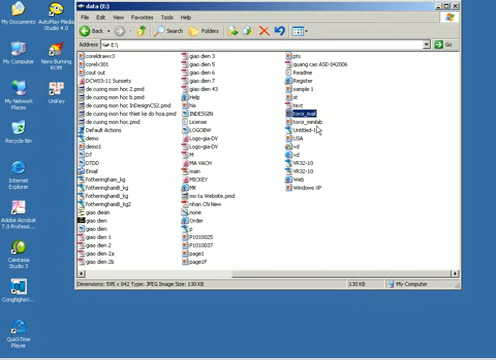 data (E:)
File Edit View Favorites Tools Help
Back Search Folders
Address E:\ Go
coreldrawx3
corelx301
cout out
DCW03-11 Sunsets
de cuong mon hoc 2.pmd
de cuong mon hoc b.pmd
de cuong mon hoc InDesignCS2.pmd
de cuong mon hoc thiet ke do hoa.pmd
de cuong mon hoc.pmd
Default Actions
demo
demo1
DT
DTDD
Email
fotheringham_kg
fotheringhamB_kg
fotheringhamB_kg2
giao diean
giao dien
giao dien 1
giao dien 2
giao dien 2a
giao dien 2b
giao dien 3
giao dien 5
giao dien 6
giao dien 7
giao dien 43
Help
hs
INDESGIN
License
LOGOBW
Logo-gia-DV
Logo-gia-DV
M
MA VACH
main
MICKEY
MK
mo ta Website.pmd
nhan CN New
none
Order
p
P1010025
P1010037
page1
page1F
pts
quang cao ASD 042006
Readme
Register
sample 1
st
text
toroi_mat
toroi_minilab
Untitled-1
USA
vd
vd
VR32-10
VR32-10
Web
Windows XP
Dimensions: 595 x 842 Type: JPEG Image Size: 130 KB 130 KB My Computer
My Documents
AutoPlay Media Studio 4.0
My Computer
Nero Burning ROM
My Network Places
UniKey
Recycle Bin
Internet Explorer
Adobe Acrobat 7.0 Professional
Camtasia Studio 3
QuickTime Player